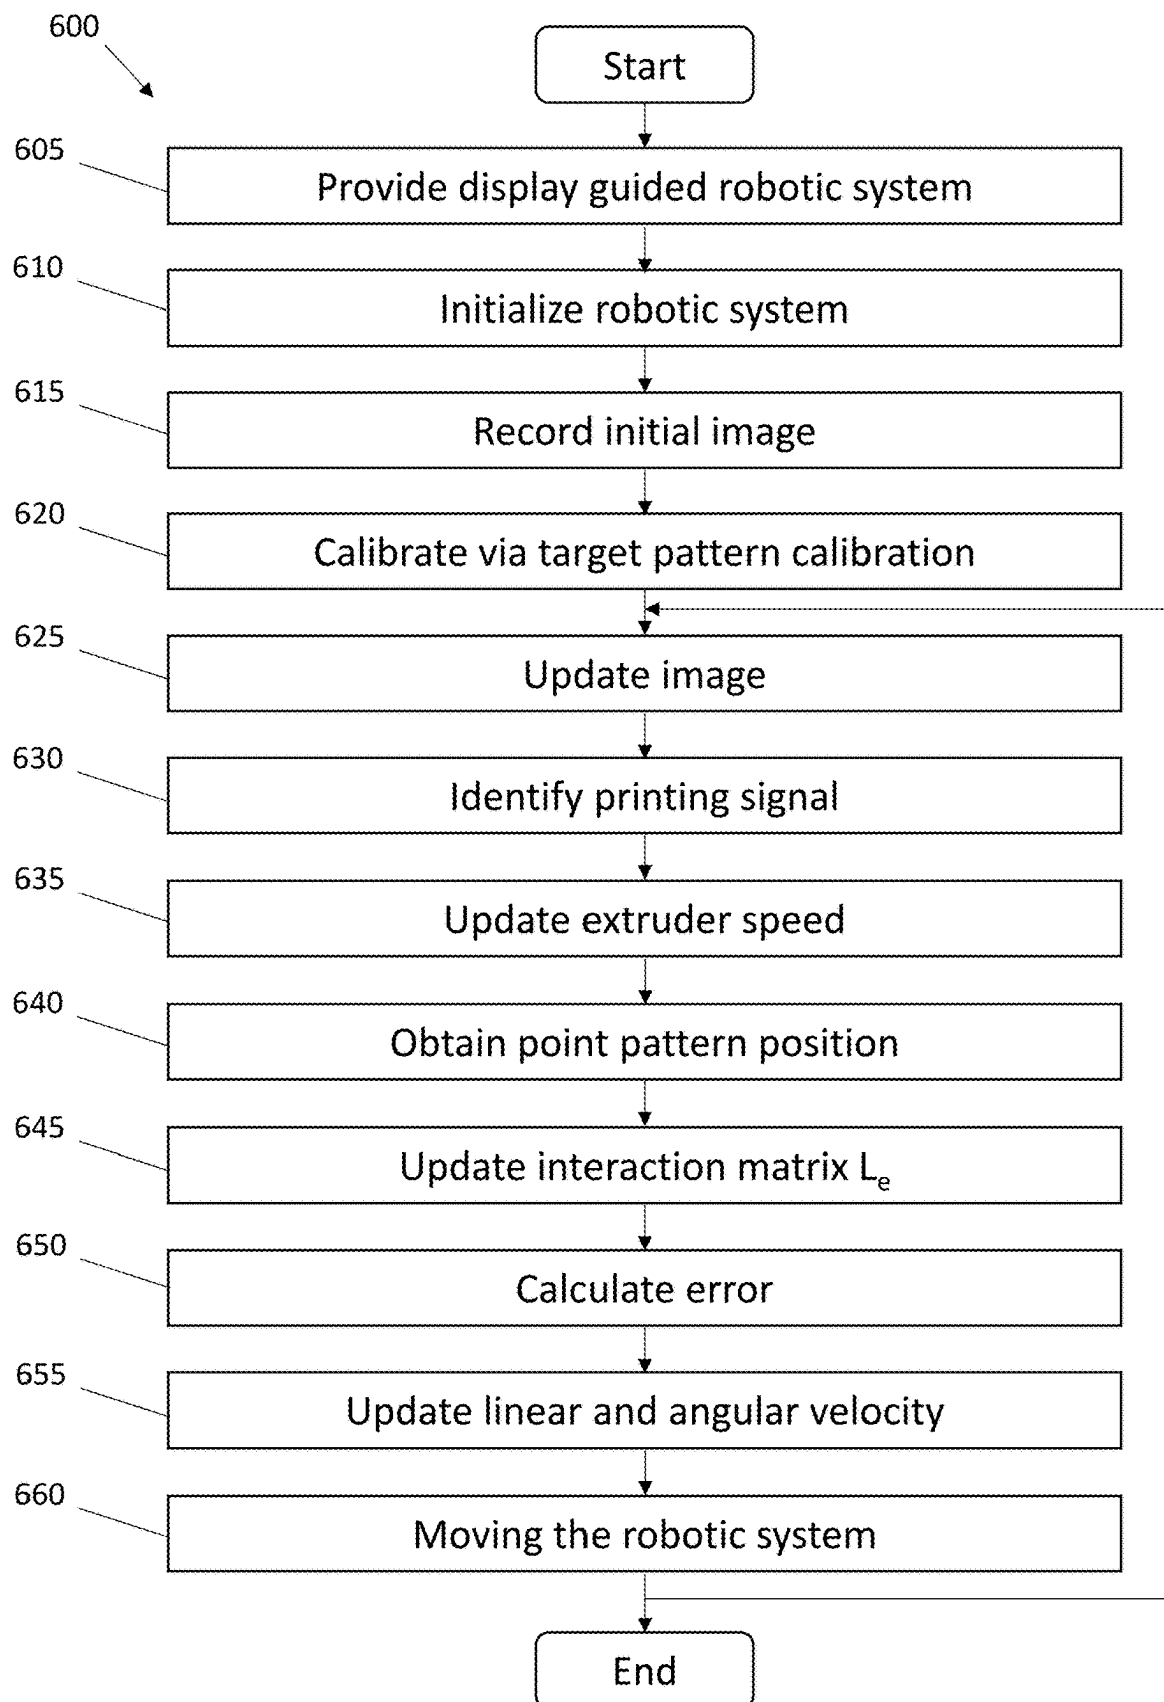 600
Start
605
Provide display guided robotic system
610
Initialize robotic system
615
Record initial image
620
Calibrate via target pattern calibration
625
Update image
630
Identify printing signal
635
Update extruder speed
640
Obtain point pattern position
645
Update interaction matrix Le
650
Calculate error
655
Update linear and angular velocity
660
Moving the robotic system
End